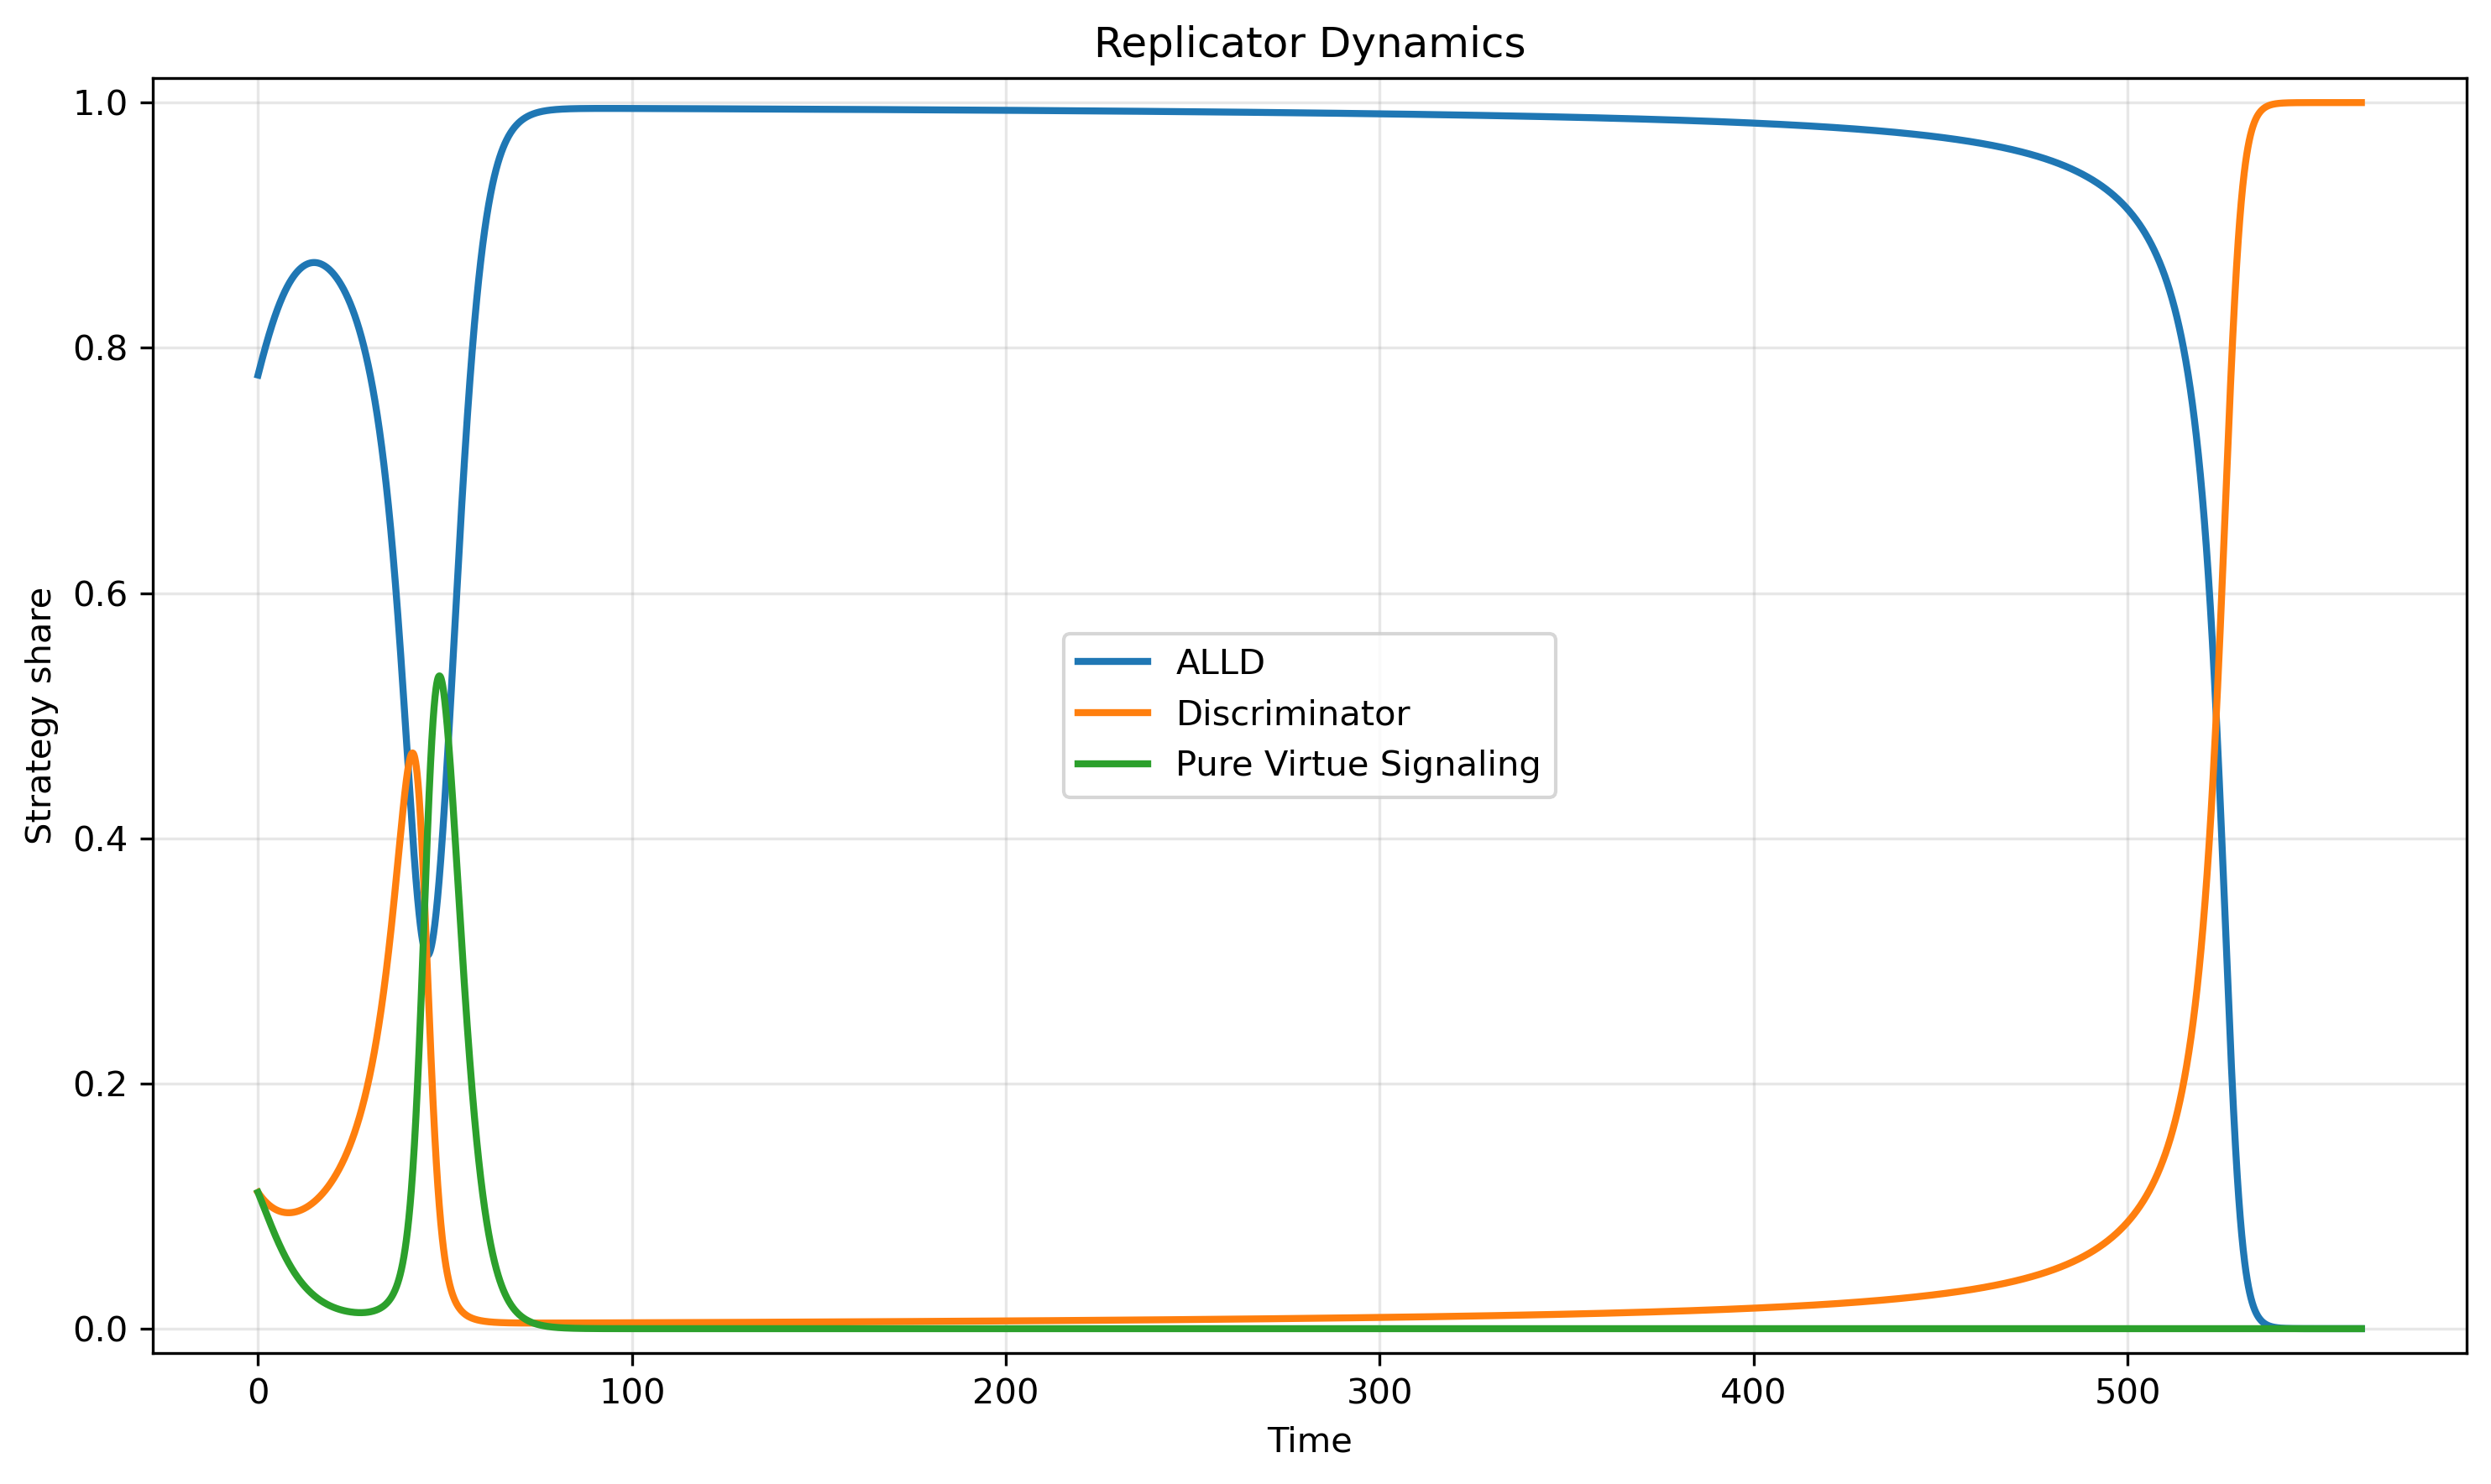 Replicator Dynamics
1.0
0.8
0.6
0.4
0.2
0.0
Strategy share
ALLD
Discriminator
Pure Virtue Signaling
0 100 200 300 400 500
Time